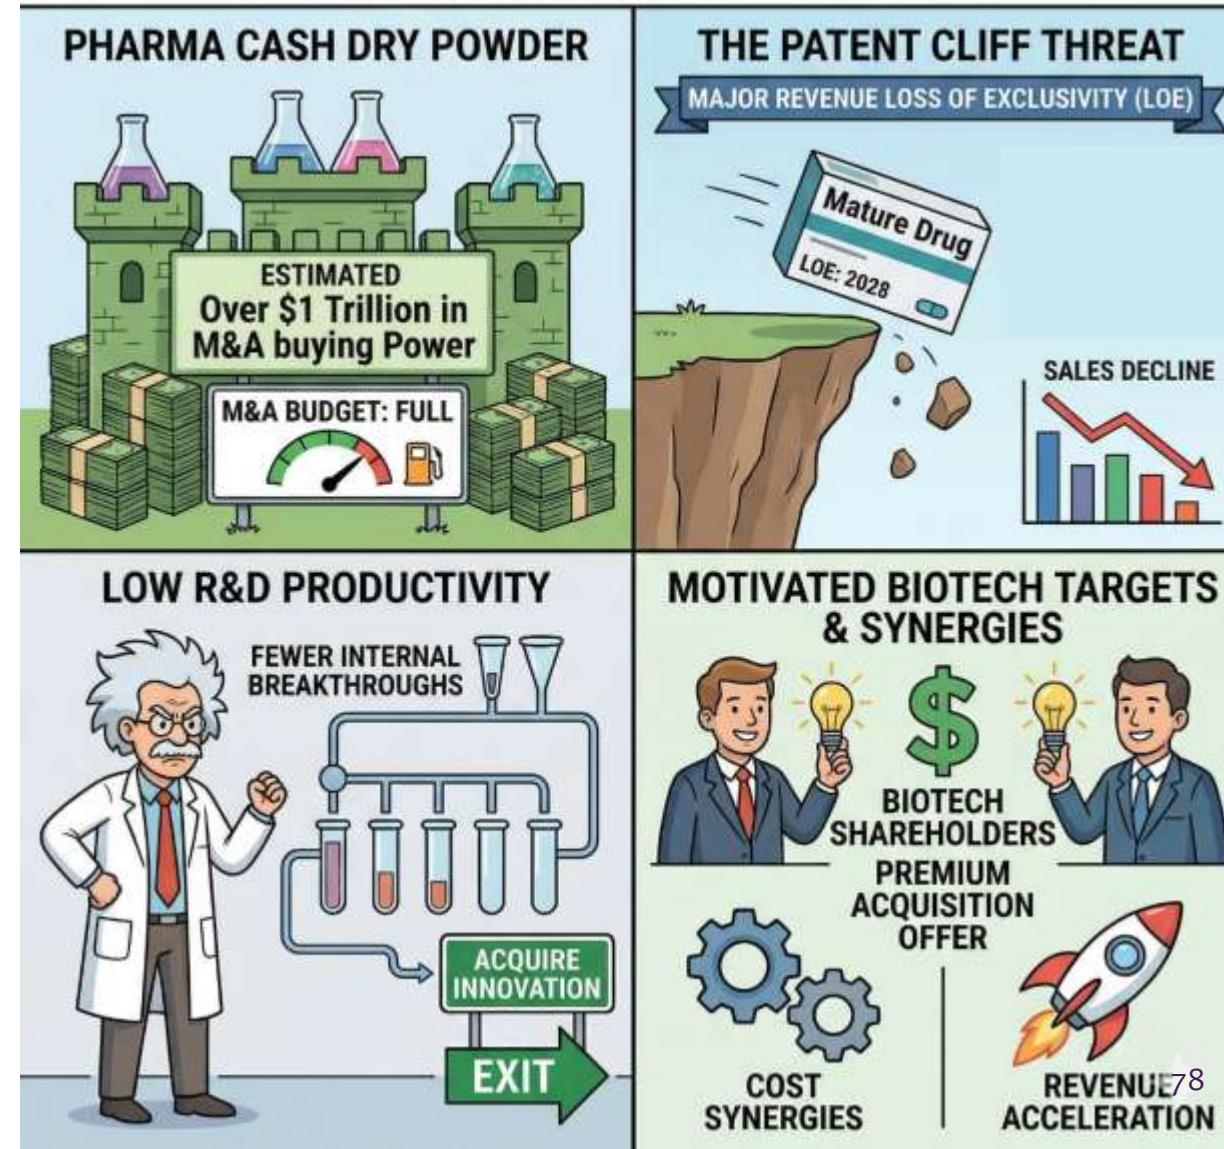 PHARMA CASH DRY POWDER
ESTIMATED
Over $1 Trillion in
M&A buying Power
M&A BUDGET: FULL
THE PATENT CLIFF THREAT
MAJOR REVENUE LOSS OF EXCLUSIVITY (LOE)
Mature Drug
LOE: 2028
SALES DECLINE
LOW R&D PRODUCTIVITY
FEWER INTERNAL
BREAKTHROUGHS
ACQUIRE
INNOVATION
EXIT
MOTIVATED BIOTECH TARGETS
& SYNERGIES
BIOTECH
SHAREHOLDERS
PREMIUM
ACQUISITION
OFFER
COST
SYNERGIES
REVENUE
ACCELERATION
78